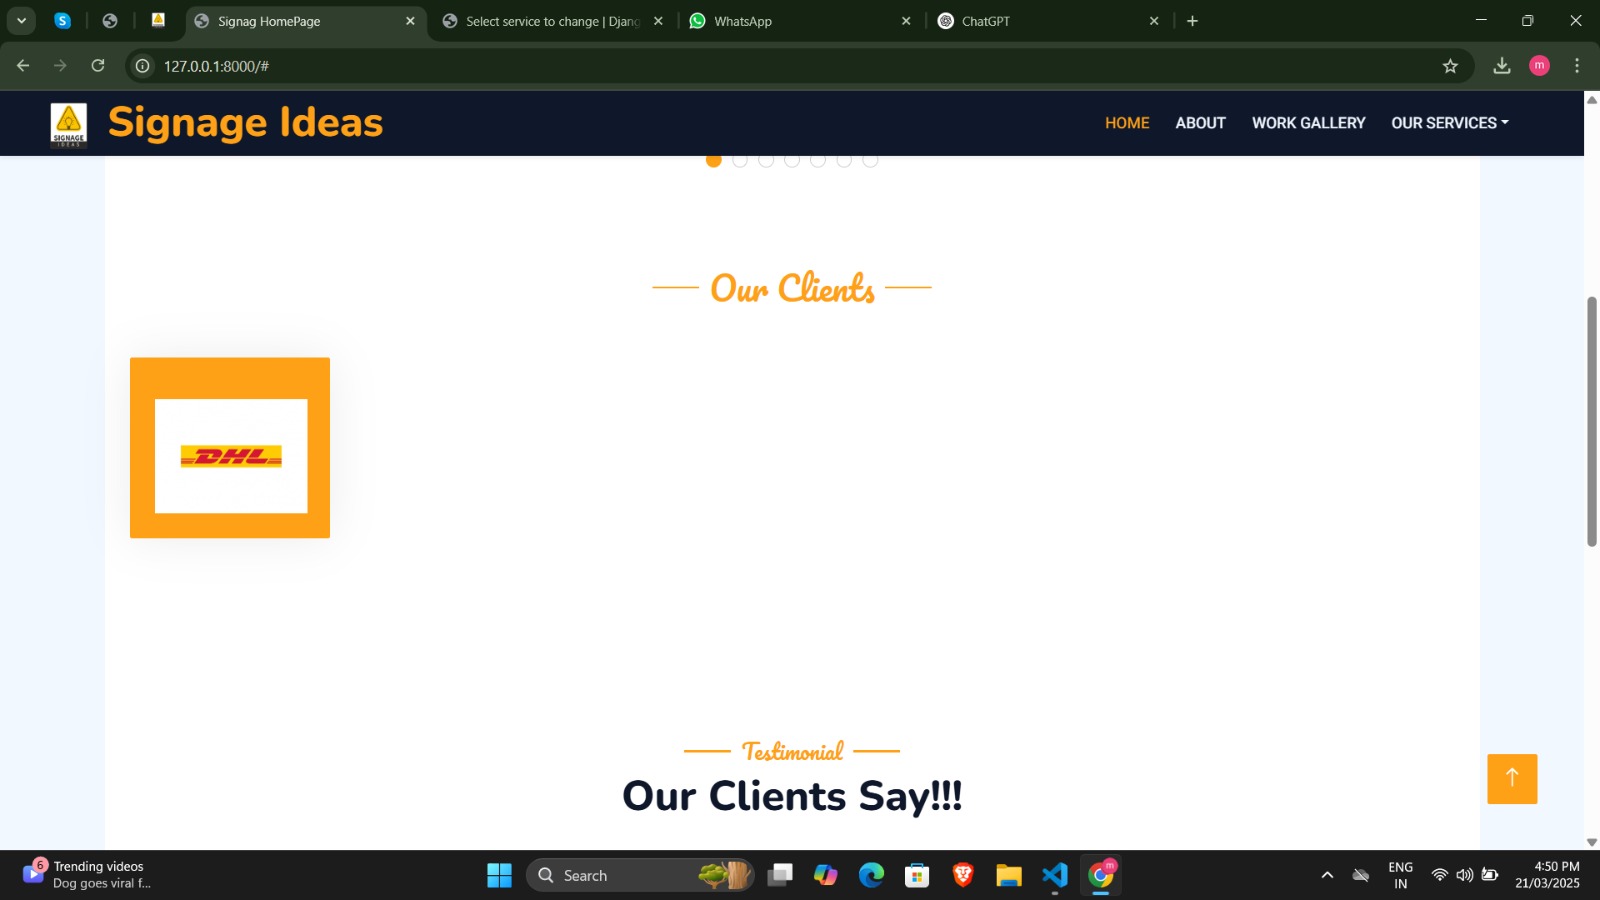 Signag HomePage
Select service to change | Djang
WhatsApp
ChatGPT
127.0.0.1:8000/#
m
SIGNAGE
IDEAS
Signage Ideas
HOME
ABOUT
WORK GALLERY
OUR SERVICES
Our Clients
DHL
Testimonial
Our Clients Say!!!
6
Trending videos
Dog goes viral f...
Search
m
ENG
IN
4:50 PM
21/03/2025